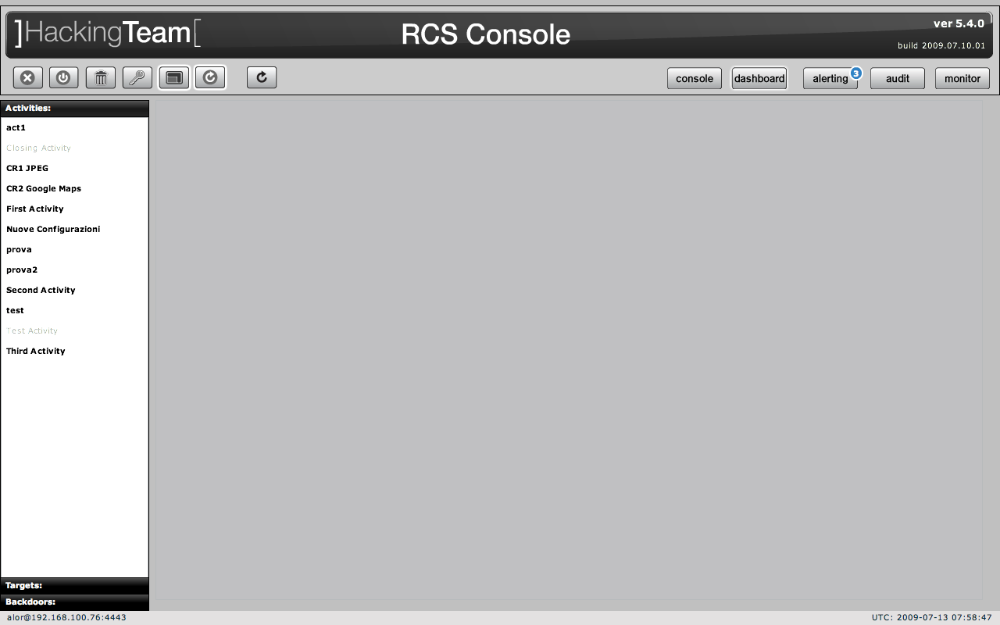 ]HackingTeam[
RCS Console
ver 5.4.0
build 2009.07.10.01
console
dashboard
alerting
3
audit
monitor
Activities:
act1
Closing Activity
CR1 JPEG
CR2 Google Maps
First Activity
Nuove Configurazioni
prova
prova2
Second Activity
test
Test Activity
Third Activity
Targets:
Backdoors:
alor@192.168.100.76:4443
UTC: 2009-07-13 07:58:47